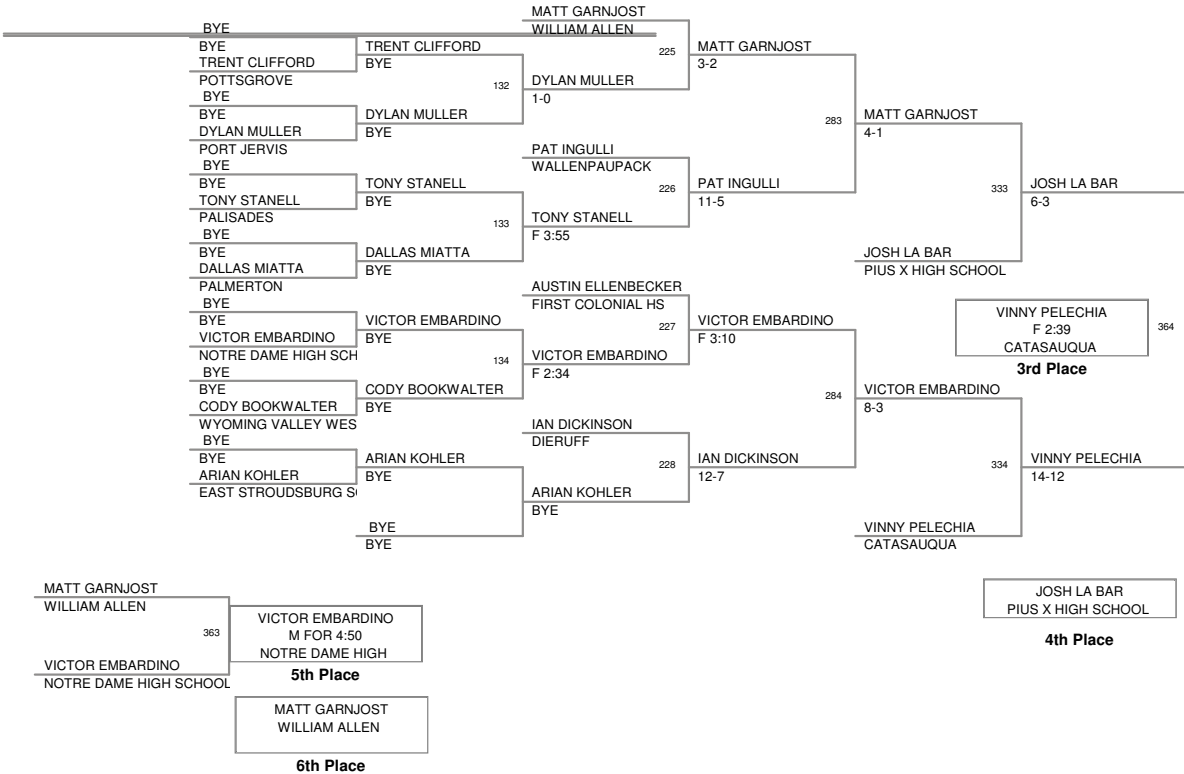 MATT GARNJOST
WILLIAM ALLEN
BYE
BYE
TRENT CLIFFORD
POTTSGROVE
BYE
BYE
DYLAN MULLER
PORT JERVIS
BYE
BYE
TONY STANELL
PALISADES
BYE
BYE
DALLAS MIATTA
PALMERTON
BYE
BYE
VICTOR EMBARDINO
NOTRE DAME HIGH SCH
BYE
BYE
CODY BOOKWALTER
WYOMING VALLEY WES
BYE
BYE
ARIAN KOHLER
EAST STROUDSBURG S
TRENT CLIFFORD
BYE
132
DYLAN MULLER
BYE
TONY STANELL
BYE
133
DALLAS MIATTA
BYE
VICTOR EMBARDINO
BYE
134
CODY BOOKWALTER
BYE
ARIAN KOHLER
BYE
BYE
BYE
225
DYLAN MULLER
1-0
PAT INGULLI
WALLENPAUPACK
226
TONY STANELL
F 3:55
AUSTIN ELLENBECKER
FIRST COLONIAL HS
227
VICTOR EMBARDINO
F 2:34
IAN DICKINSON
DIERUFF
228
ARIAN KOHLER
BYE
MATT GARNJOST
3-2
283
PAT INGULLI
11-5
VICTOR EMBARDINO
F 3:10
284
IAN DICKINSON
12-7
MATT GARNJOST
4-1
333
JOSH LA BAR
PIUS X HIGH SCHOOL
VICTOR EMBARDINO
8-3
334
VINNY PELECHIA
CATASAUQUA
JOSH LA BAR
6-3
VINNY PELECHIA
F 2:39
CATASAUQUA
364
3rd Place
VINNY PELECHIA
14-12
JOSH LA BAR
PIUS X HIGH SCHOOL
4th Place
MATT GARNJOST
WILLIAM ALLEN
363
VICTOR EMBARDINO
NOTRE DAME HIGH SCHOOL
VICTOR EMBARDINO
M FOR 4:50
NOTRE DAME HIGH
5th Place
MATT GARNJOST
WILLIAM ALLEN
6th Place